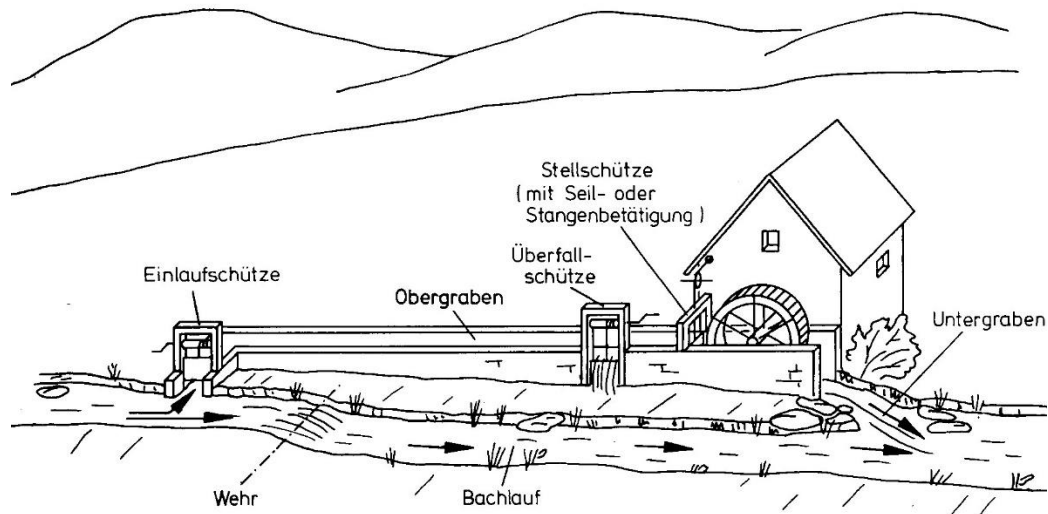 Stellschütze
(mit Seil- oder
Stangenbetätigung)
Überfall-
schütze
Einlaufschütze
Obergraben
Untergraben
Wehr
Bachlauf